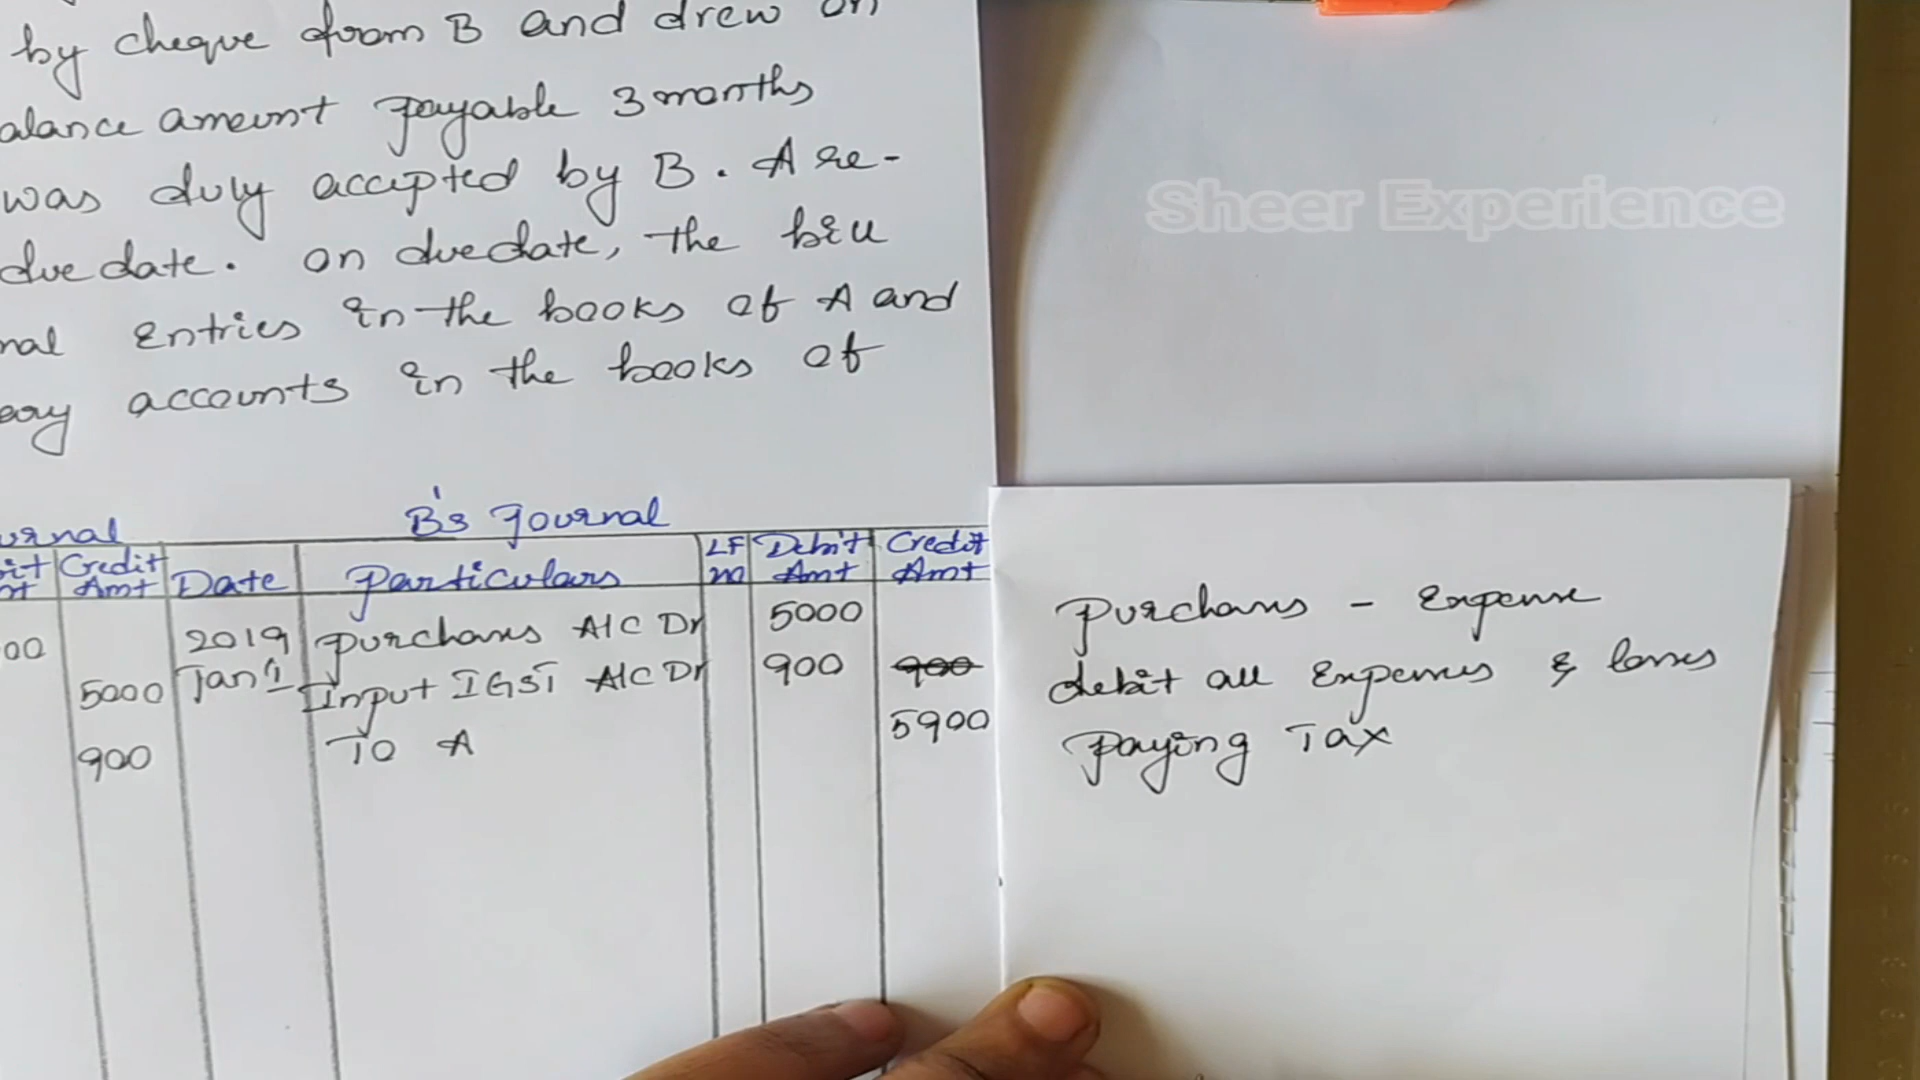 by cheque from B and drew on
alance amount payable 3 months
was duly accepted by B. A re-
due date. on due date, the bill
nal entries in the books of A and
ary accounts in the books of
Sheer Experience
urnal
B's Journal
it Credit Date Particulars LF Debit Credit
nt Amt m Amt Amt
00 2019 purchases A/C Dr 5000
5000 Jan 1 Input IGST A/C Dr 900 900
900 TO A 5900
purchases - Expense
debit all Expenses & losses
paying Tax